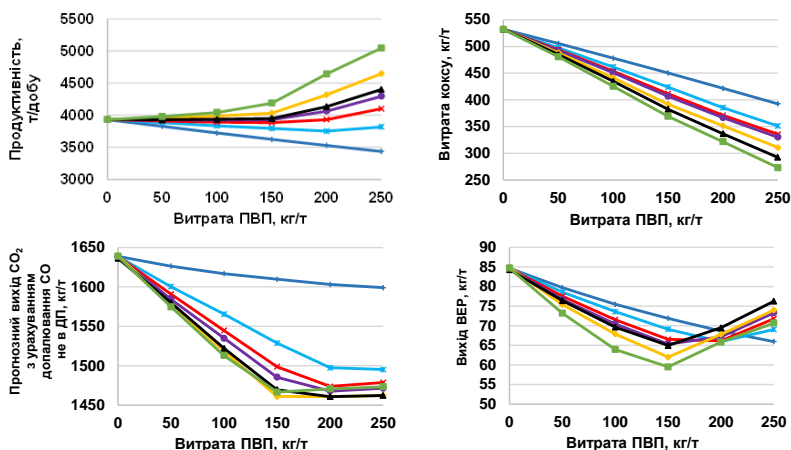 Продуктивність,
т/добу
5500
5000
4500
4000
3500
3000
0 50 100 150 200 250
Витрата ПВП, кг/т
Витрата коксу, кг/т
550
500
450
400
350
300
250
0 50 100 150 200 250
Витрата ПВП, кг/т
Прогнозний вихід CO2
з урахуванням
допалювання CO
не в ДП, кг/т
1650
1600
1550
1500
1450
0 50 100 150 200 250
Витрата ПВП, кг/т
Вихід ВЕР, кг/т
90
85
80
75
70
65
60
55
50
0 50 100 150 200 250
Витрата ПВП, кг/т